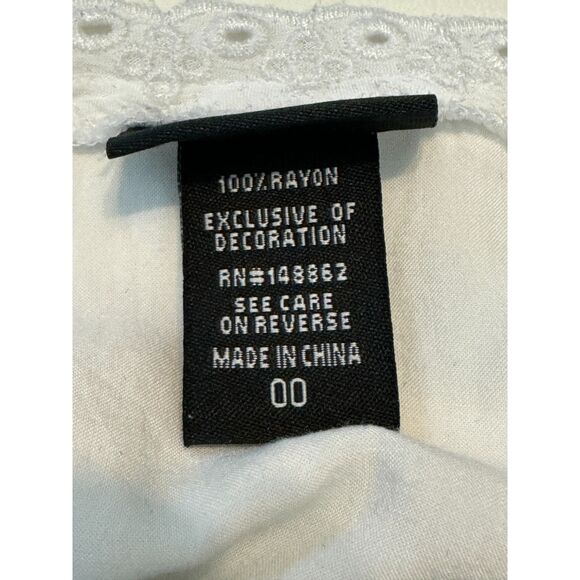 100% RAYON
EXCLUSIVE OF
DECORATION
RN#148862
SEE CARE
ON REVERSE
MADE IN CHINA
00